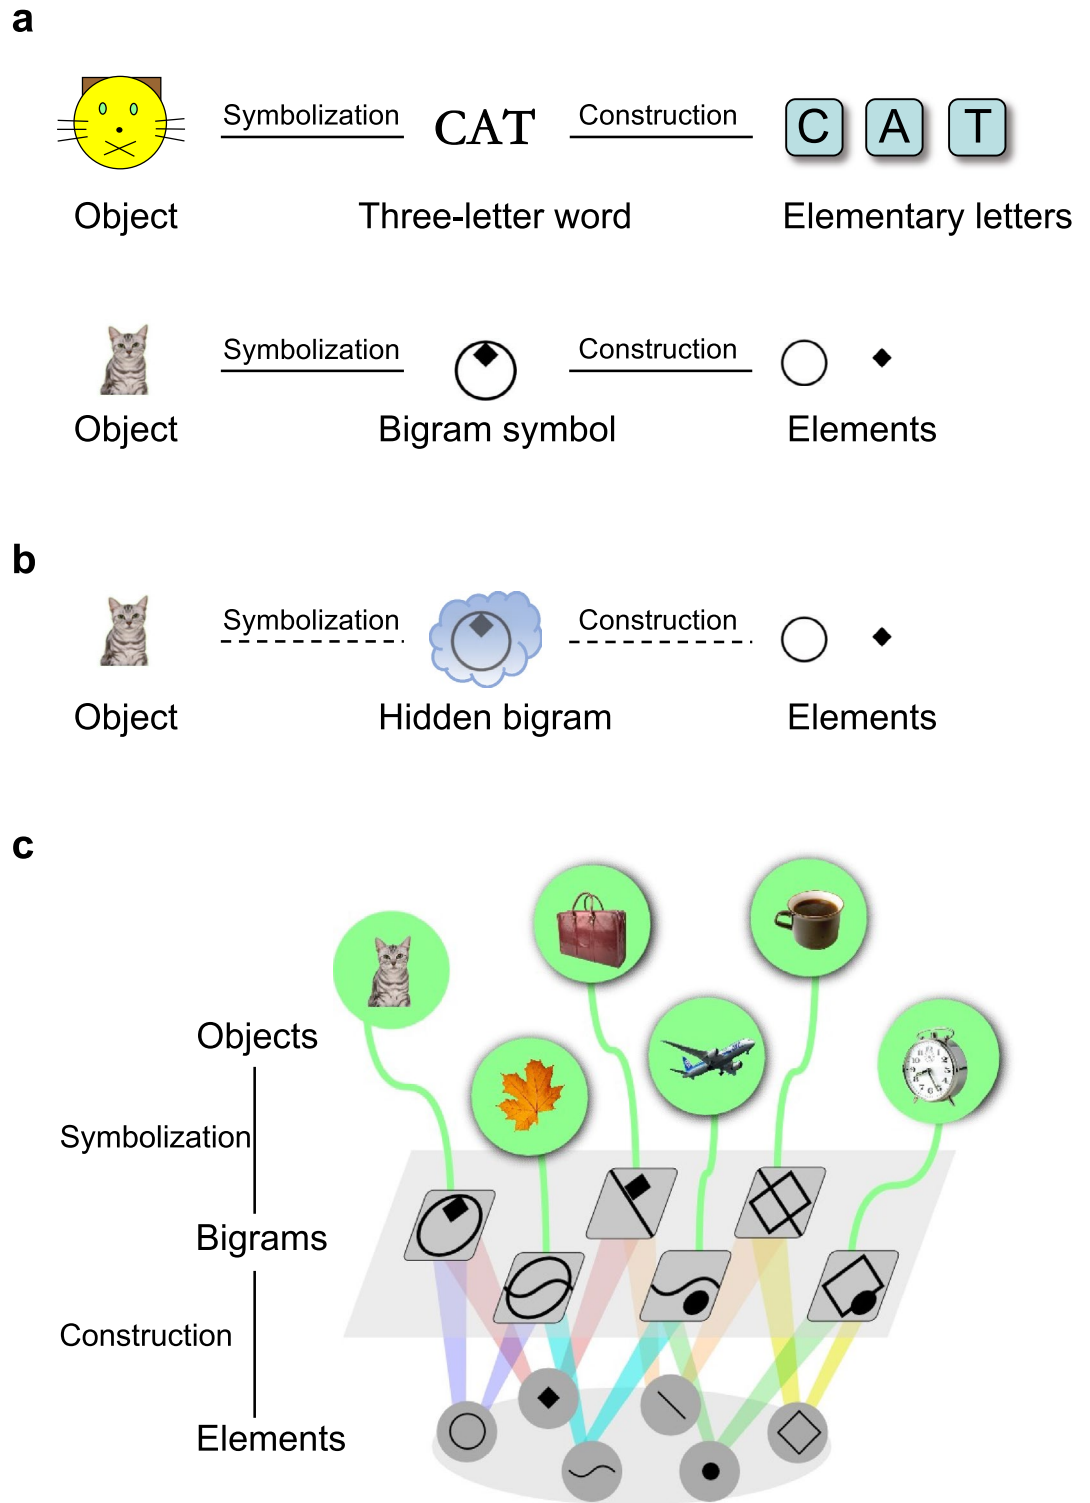 a
Symbolization
CAT
Construction
C A T
Object
Three-letter word
Elementary letters
Symbolization
Construction
Object
Bigram symbol
Elements
b
Symbolization
Construction
Object
Hidden bigram
Elements
c
Objects
Symbolization
Bigrams
Construction
Elements